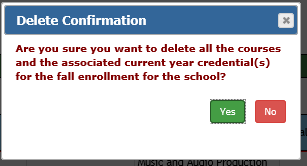 Delete Confirmation
Are you sure you want to delete all the courses
and the associated current year credential(s)
for the fall enrollment for the school?
Yes No
Music and Audio Production